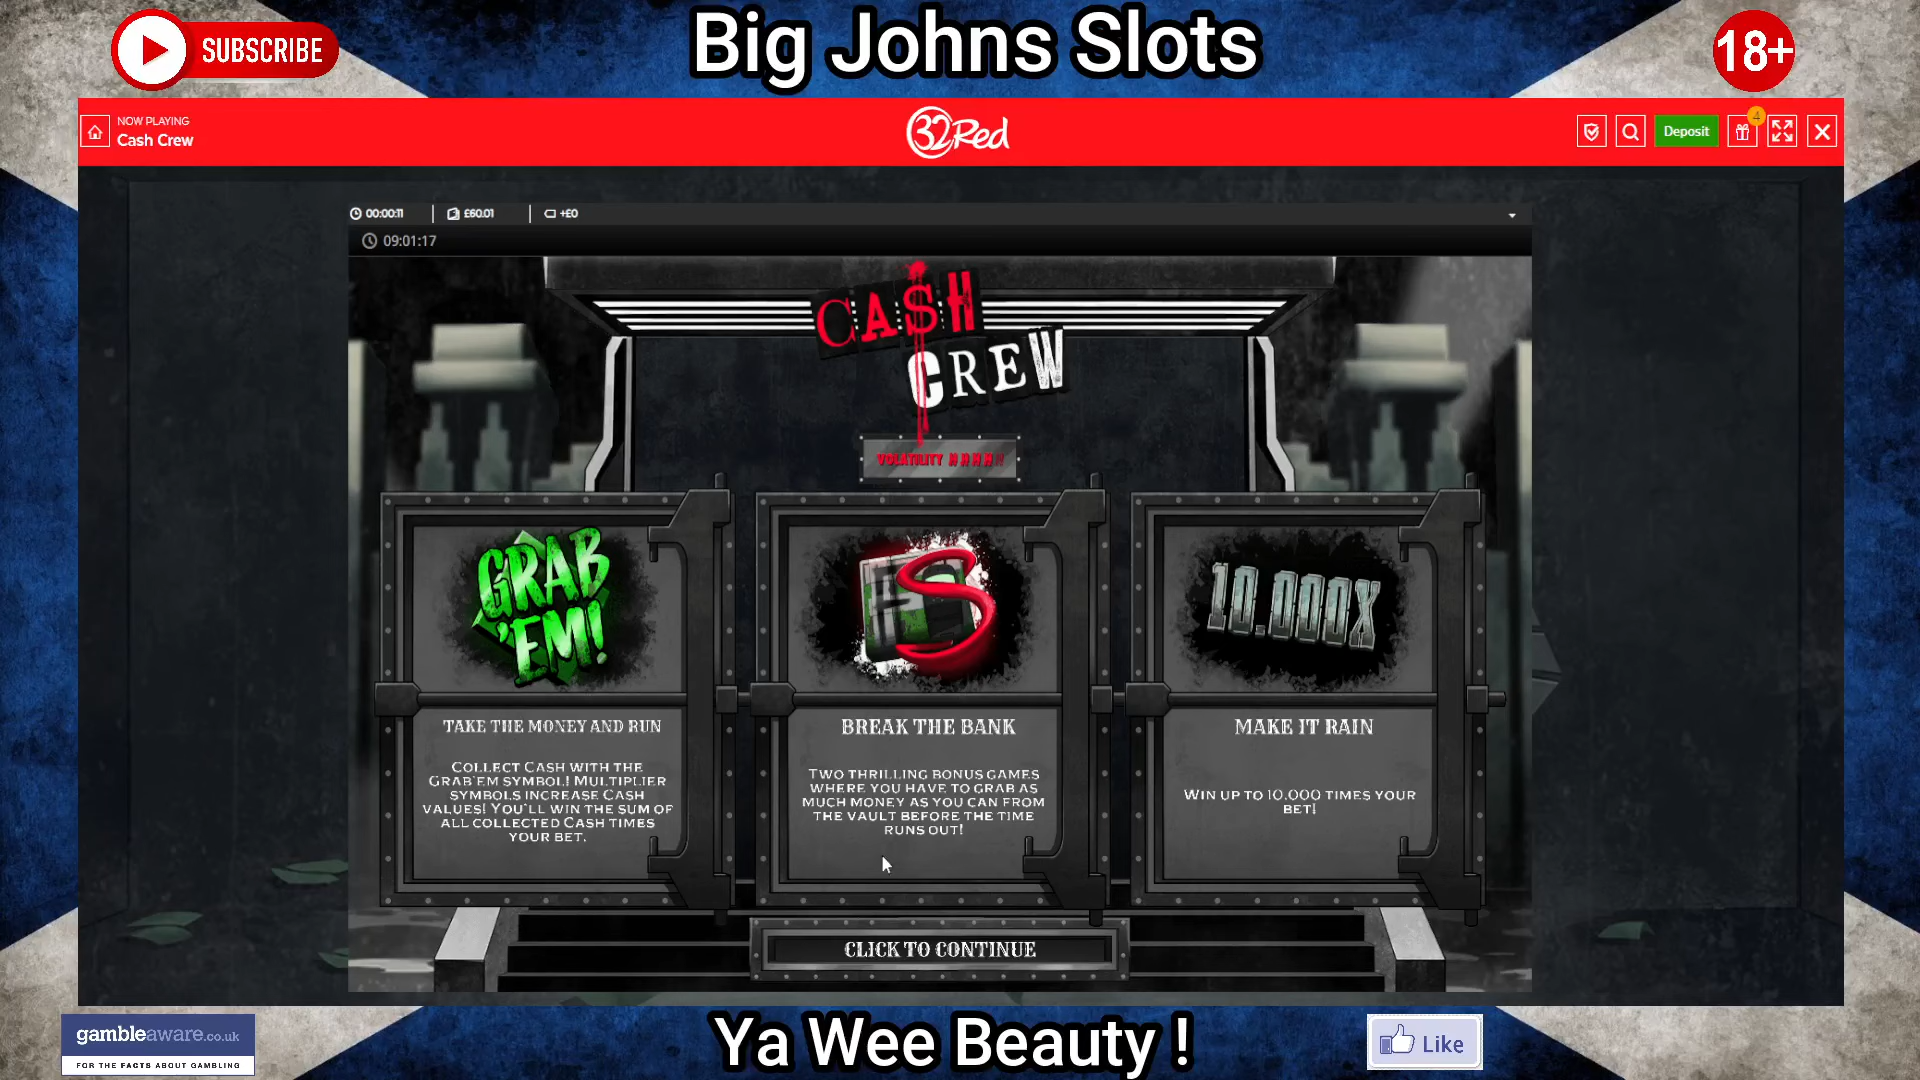 SUBSCRIBE
Big Johns Slots
18+
NOW PLAYING
Cash Crew
32Red
Deposit
4
00:00:11
£60.01
+£0
09:01:17
CASH
CREW
VOLATILITY
GRAB
'EM!
10.000X
TAKE THE MONEY AND RUN
COLLECT CASH WITH THE
GRAB'EM SYMBOL! MULTIPLIER
SYMBOLS INCREASE CASH
VALUES! YOU'LL WIN THE SUM OF
ALL COLLECTED CASH TIMES
YOUR BET.
BREAK THE BANK
TWO THRILLING BONUS GAMES
WHERE YOU HAVE TO GRAB AS
MUCH MONEY AS YOU CAN FROM
THE VAULT BEFORE THE TIME
RUNS OUT!
MAKE IT RAIN
WIN UP TO 10.000 TIMES YOUR
BET!
CLICK TO CONTINUE
gambleaware.co.uk
FOR THE FACTS ABOUT GAMBLING
Ya Wee Beauty !
Like